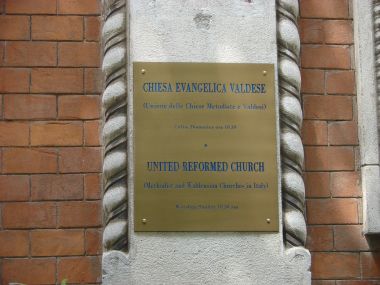 CHIESA EVANGELICA VALDESE
(Unione delle Chiese Metodiste e Valdesi)
Culto Domenica ore 10.30
UNITED REFORMED CHURCH
(Methodist and Waldensian Churches in Italy)
Worship Sunday 10.30 am